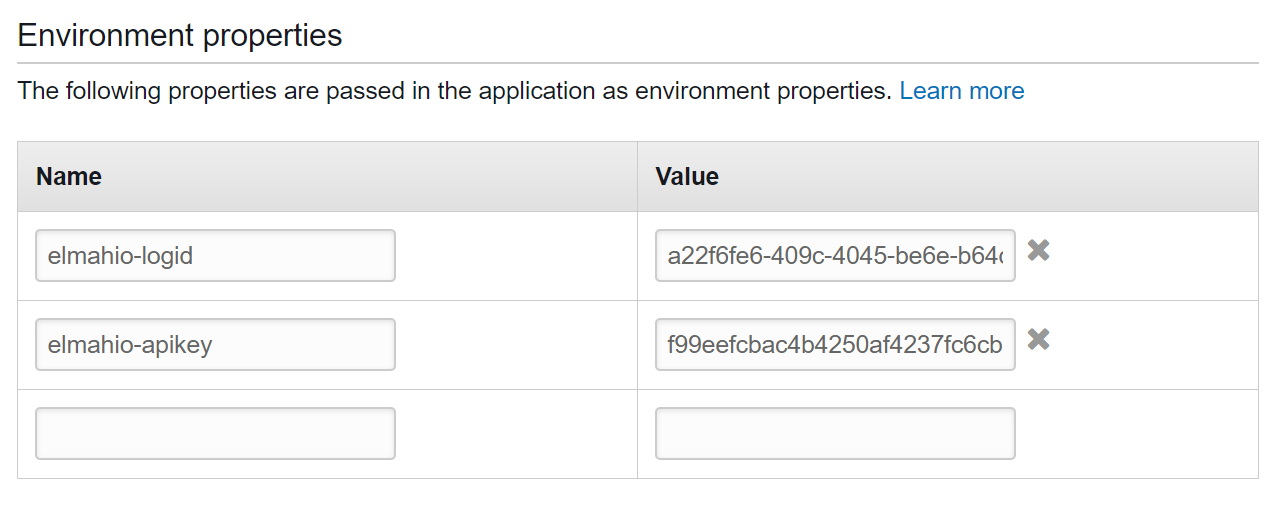 Environment properties
The following properties are passed in the application as environment properties. Learn more
Name Value
elmahio-logid a22f6fe6-409c-4045-be6e-b64
elmahio-apikey f99eefcbac4b4250af4237fc6cb